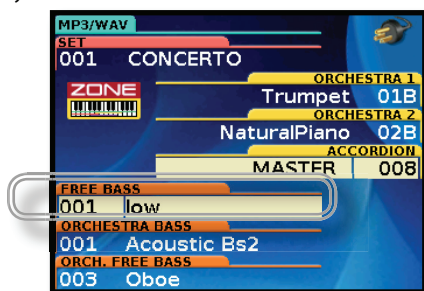 MP3/WAV
SET
001 CONCERTO
ZONE
ORCHESTRA 1
Trumpet 01B
ORCHESTRA 2
NaturalPiano 02B
ACCORDION
MASTER 008
FREE BASS
001 low
ORCHESTRA BASS
001 Acoustic Bs2
ORCH. FREE BASS
003 Oboe